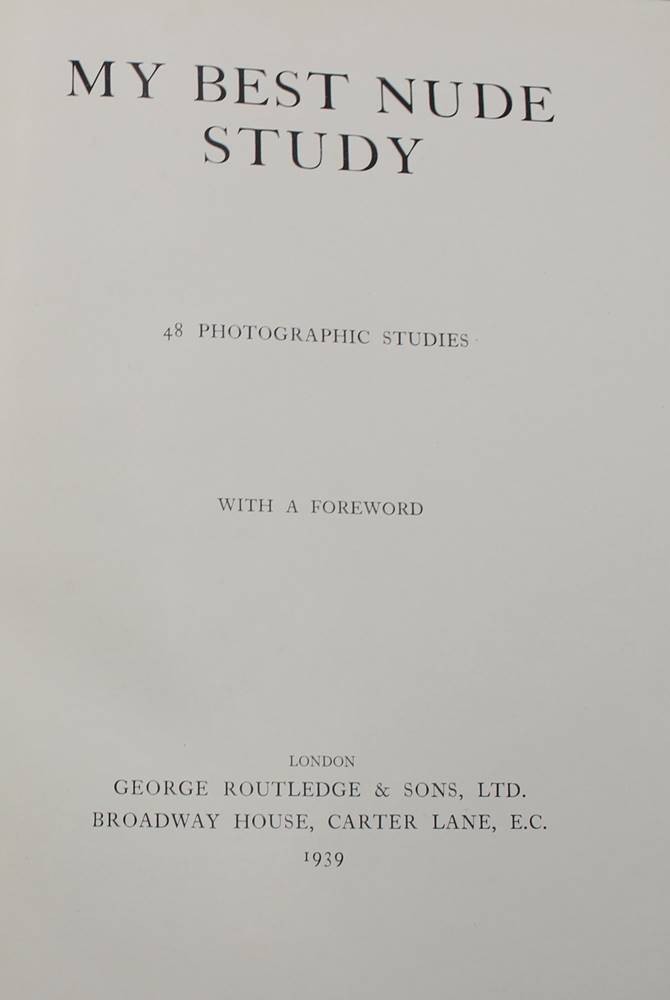 MY BEST NUDE
STUDY
48 PHOTOGRAPHIC STUDIES
WITH A FOREWORD
LONDON
GEORGE ROUTLEDGE & SONS, LTD.
BROADWAY HOUSE, CARTER LANE, E.C.
1939